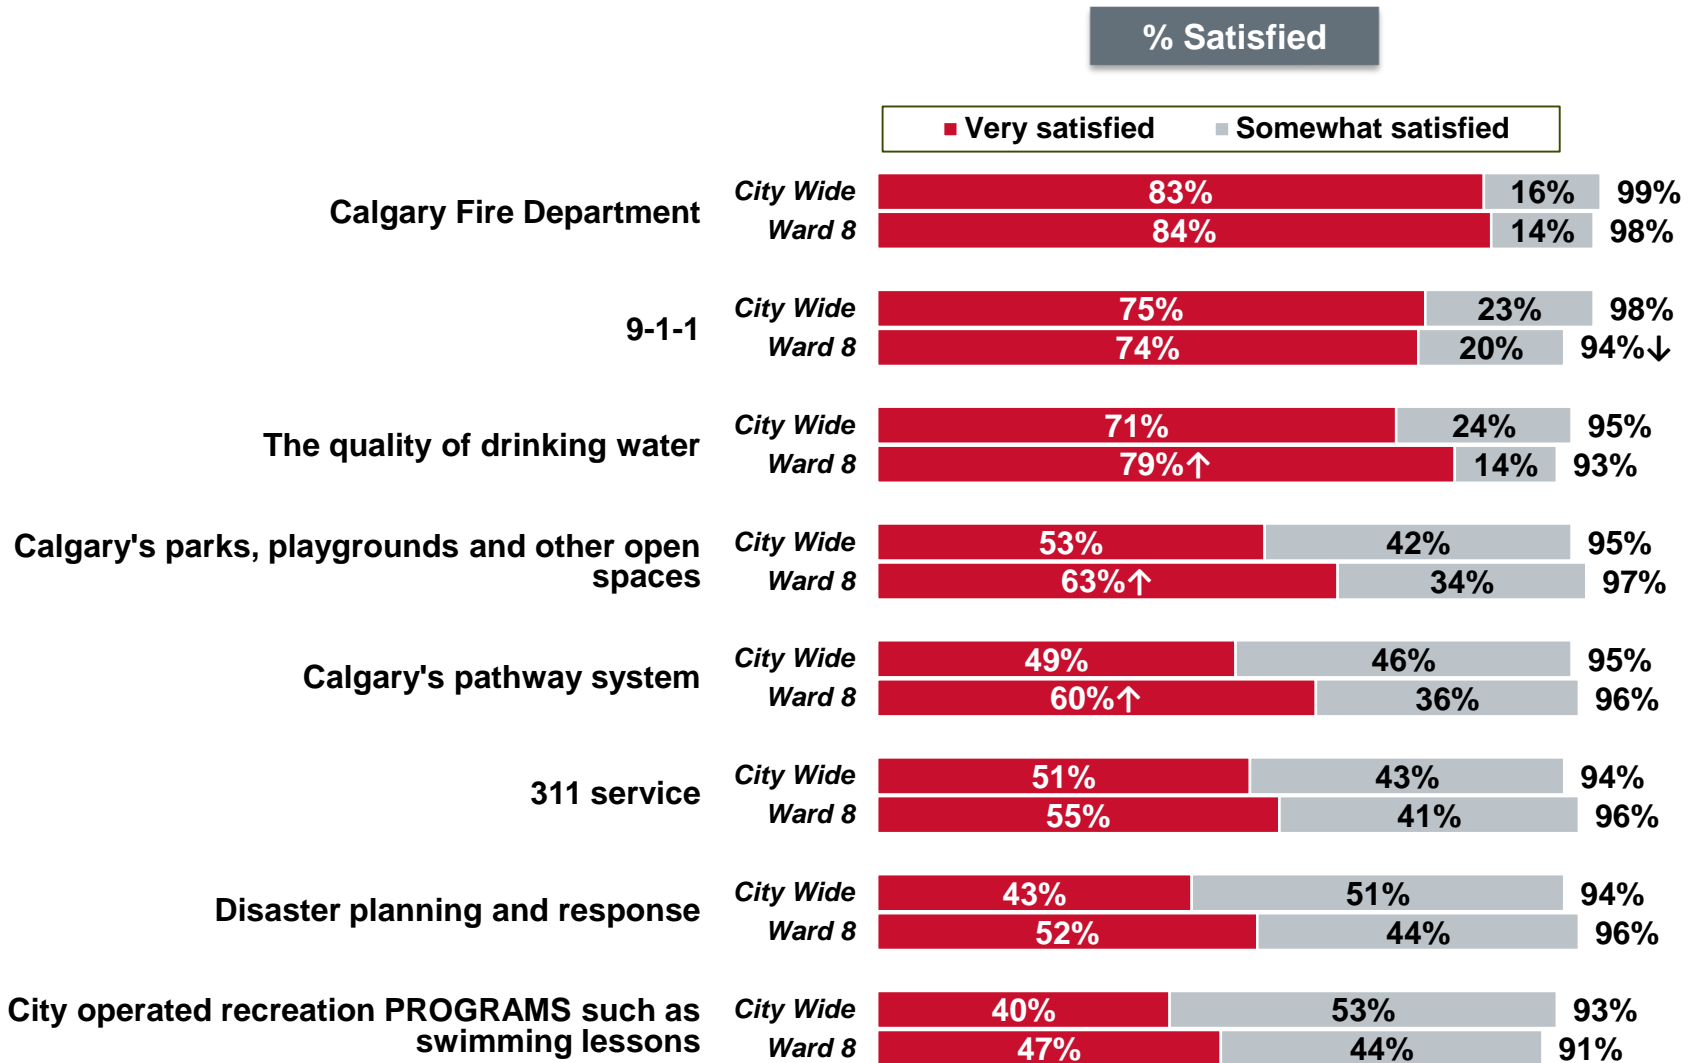 % Satisfied
Very satisfied Somewhat satisfied
Calgary Fire Department
City Wide 83% 16% 99%
Ward 8 84% 14% 98%
9-1-1
City Wide 75% 23% 98%
Ward 8 74% 20% 94%↓
The quality of drinking water
City Wide 71% 24% 95%
Ward 8 79%↑ 14% 93%
Calgary's parks, playgrounds and other open
spaces
City Wide 53% 42% 95%
Ward 8 63%↑ 34% 97%
Calgary's pathway system
City Wide 49% 46% 95%
Ward 8 60%↑ 36% 96%
311 service
City Wide 51% 43% 94%
Ward 8 55% 41% 96%
Disaster planning and response
City Wide 43% 51% 94%
Ward 8 52% 44% 96%
City operated recreation PROGRAMS such as
swimming lessons
City Wide 40% 53% 93%
Ward 8 47% 44% 91%